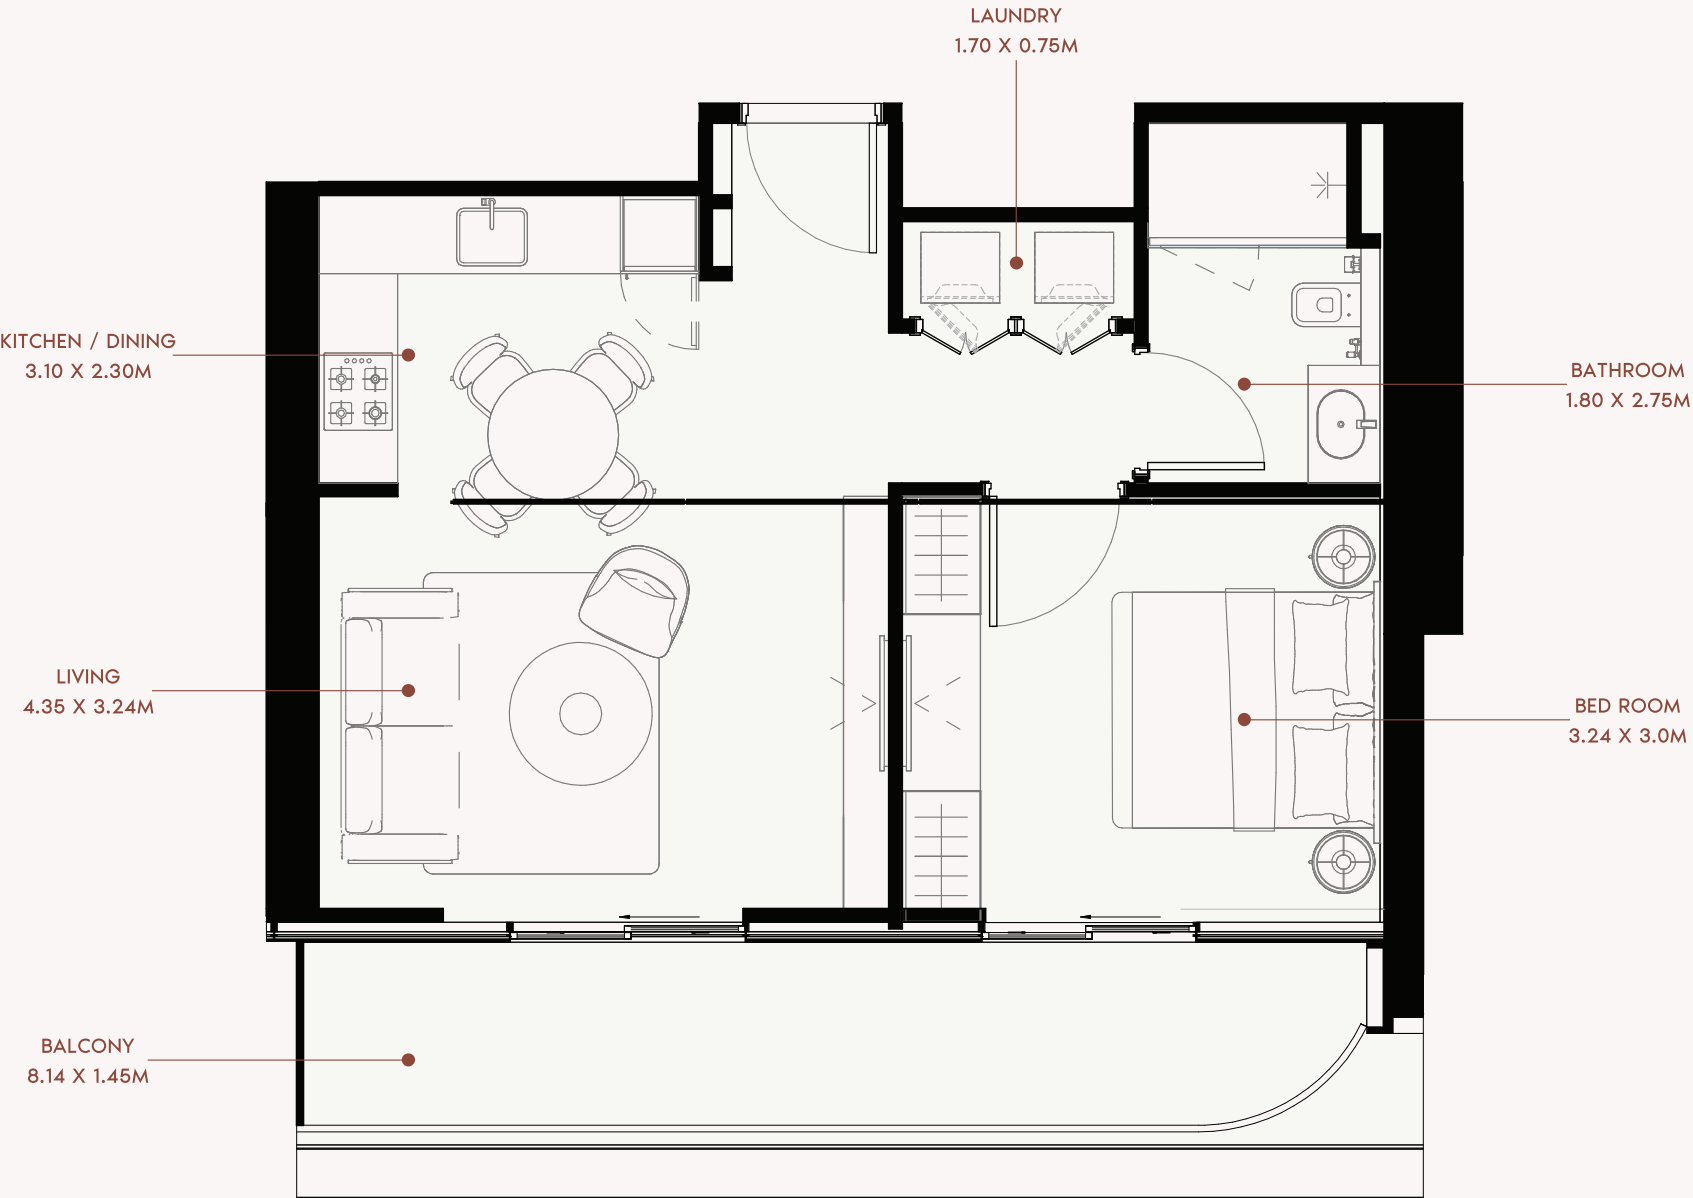 LAUNDRY
1.70 X 0.75M
KITCHEN / DINING
3.10 X 2.30M
BATHROOM
1.80 X 2.75M
LIVING
4.35 X 3.24M
BED ROOM
3.24 X 3.0M
BALCONY
8.14 X 1.45M